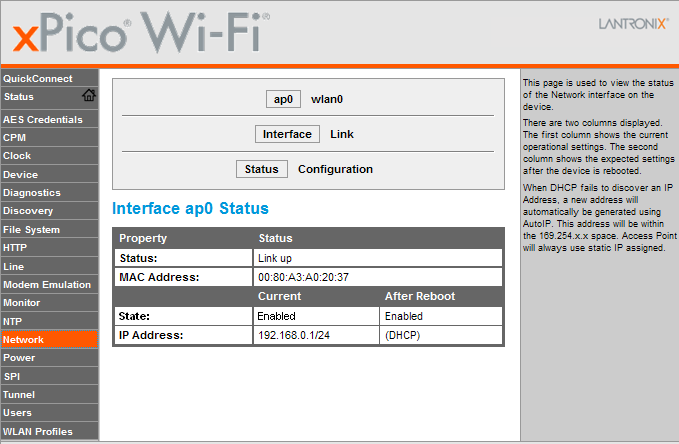 xPico® Wi-Fi®
LANTRONIX®
QuickConnect
Status
AES Credentials
CPM
Clock
Device
Diagnostics
Discovery
File System
HTTP
Line
Modem Emulation
Monitor
NTP
Network
Power
SPI
Tunnel
Users
WLAN Profiles
ap0 wlan0
Interface Link
Status Configuration
Interface ap0 Status
Property Status
Status: Link up
MAC Address: 00:80:A3:A0:20:37
Current After Reboot
State: Enabled Enabled
IP Address: 192.168.0.1/24 (DHCP)
This page is used to view the status
of the Network interface on the
device.
There are two columns displayed.
The first column shows the current
operational settings. The second
column shows the expected settings
after the device is rebooted.
When DHCP fails to discover an IP
Address, a new address will
automatically be generated using
AutoIP. This address will be within
the 169.254.x.x space. Access Point
will always use static IP assigned.